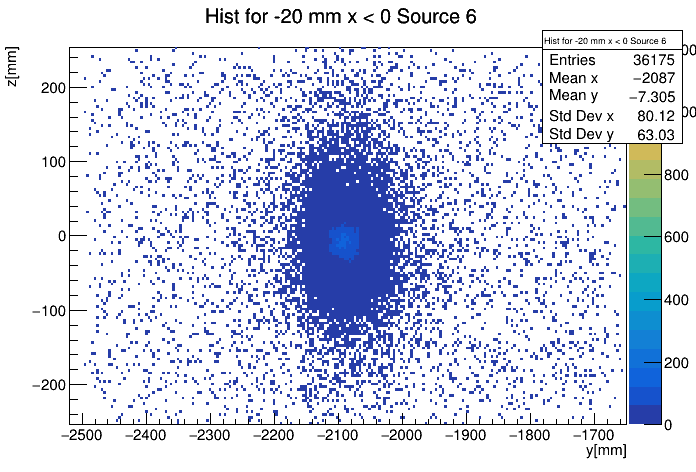 Hist for -20 mm x < 0 Source 6
Hist for -20 mm x < 0 Source 6
Entries 36175
Mean x −2087
Mean y −7.305
Std Dev x 80.12
Std Dev y 63.03
z[mm]
200
100
0
−100
−200
−2500 −2400 −2300 −2200 −2100 −2000 −1900 −1800 −1700
y[mm]
800
600
400
200
0